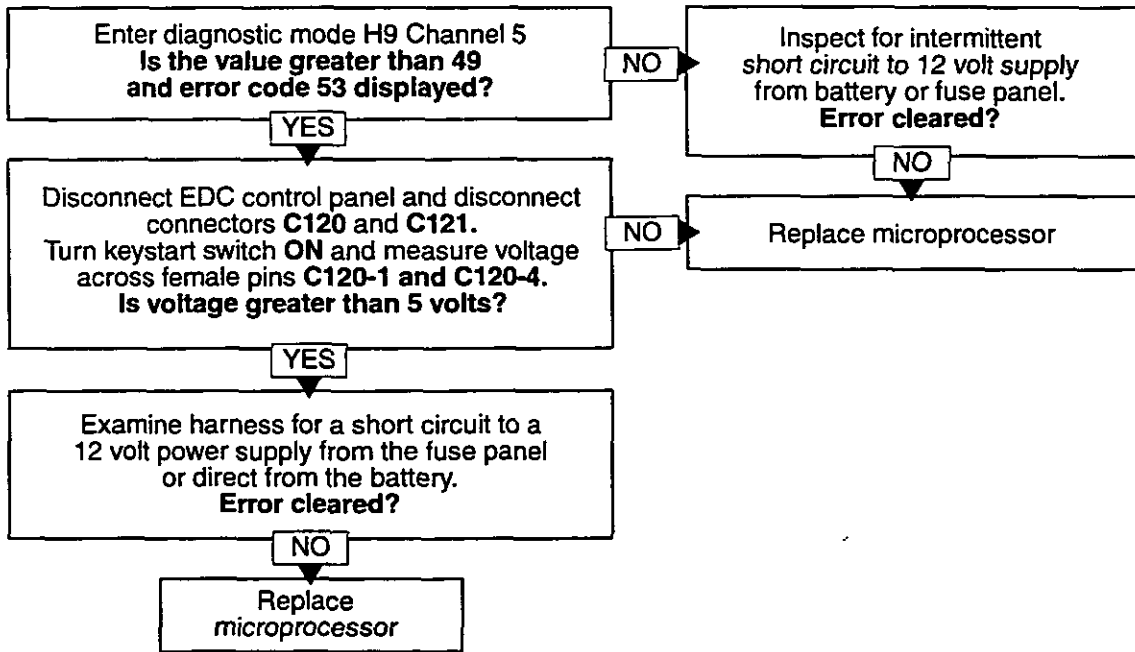 Enter diagnostic mode H9 Channel 5
Is the value greater than 49
and error code 53 displayed?
NO
Inspect for intermittent
short circuit to 12 volt supply
from battery or fuse panel.
Error cleared?
YES
NO
Disconnect EDC control panel and disconnect
connectors C120 and C121.
Turn keystart switch ON and measure voltage
across female pins C120-1 and C120-4.
Is voltage greater than 5 volts?
NO
Replace microprocessor
YES
Examine harness for a short circuit to a
12 volt power supply from the fuse panel
or direct from the battery.
Error cleared?
NO
Replace
microprocessor